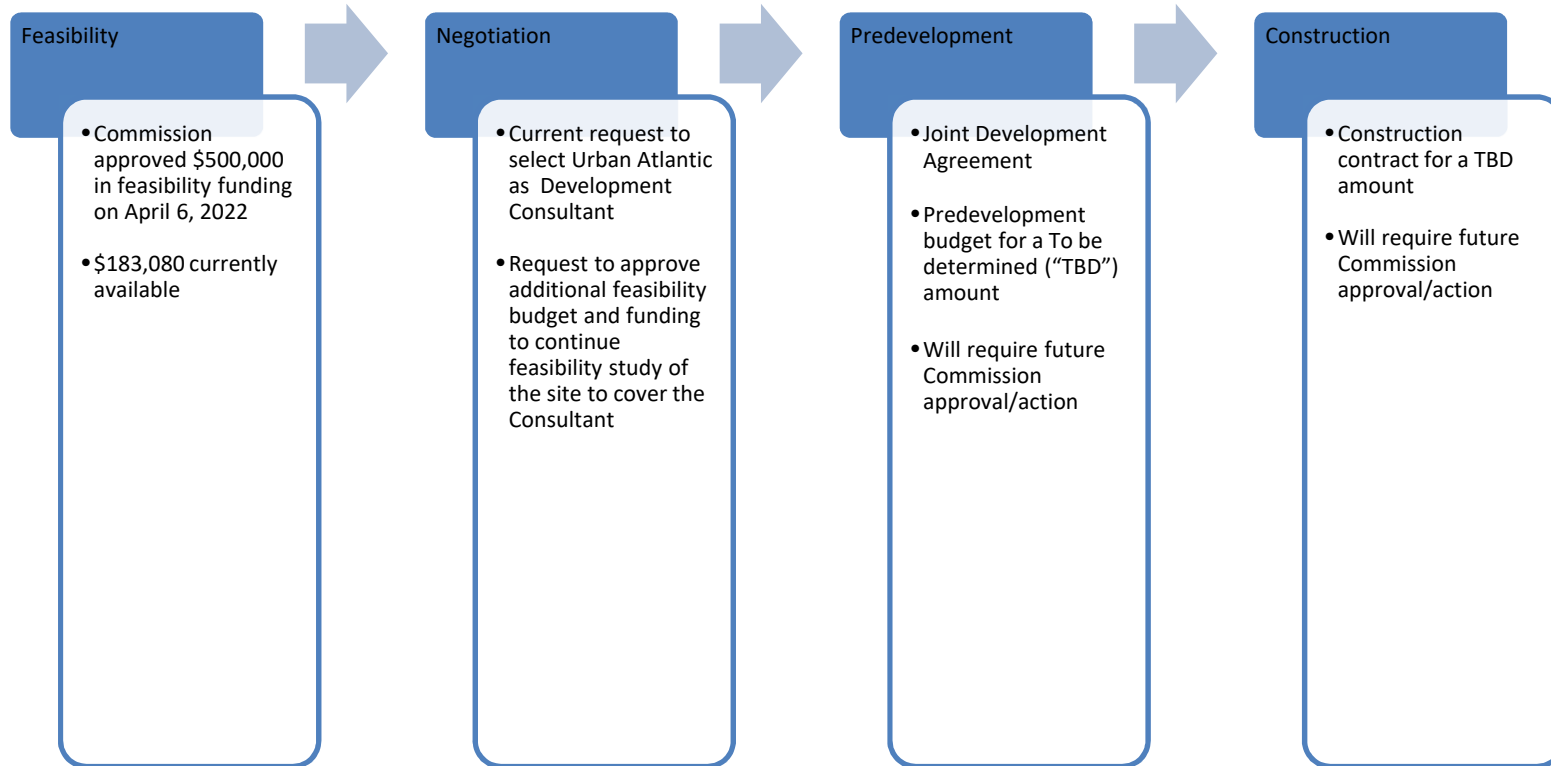 Feasibility
• Commission
approved $500,000
in feasibility funding
on April 6, 2022
• $183,080 currently
available
Negotiation
• Current request to
select Urban Atlantic
as Development
Consultant
• Request to approve
additional feasibility
budget and funding
to continue
feasibility study of
the site to cover the
Consultant
Predevelopment
• Joint Development
Agreement
• Predevelopment
budget for a To be
determined (“TBD”)
amount
• Will require future
Commission
approval/action
Construction
• Construction
contract for a TBD
amount
• Will require future
Commission
approval/action